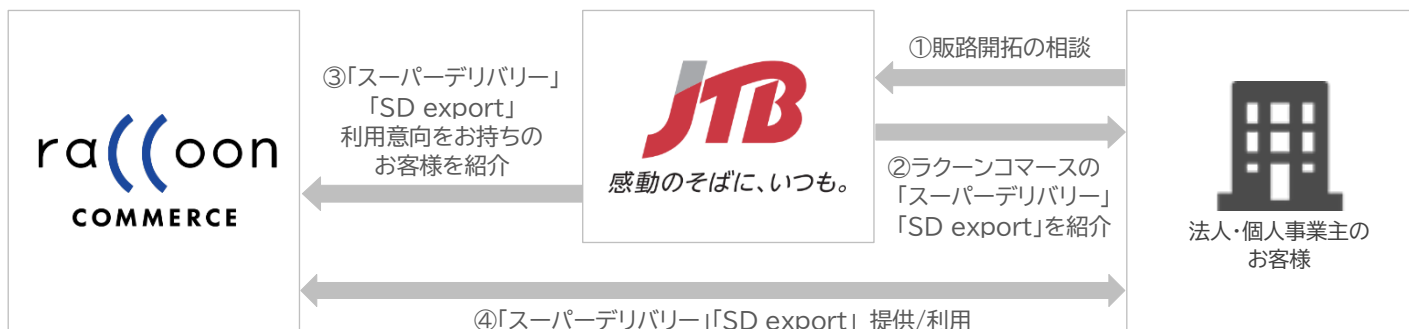 raccoon
COMMERCE
③「スーパーデリバリー」
「SD export」
利用意向をお持ちの
お客様を紹介
JTB
感動のそばに、いつも。
①販路開拓の相談
②ラクーンコマースの
「スーパーデリバリー」
「SD export」を紹介
法人・個人事業主の
お客様
④「スーパーデリバリー」「SD export」 提供/利用